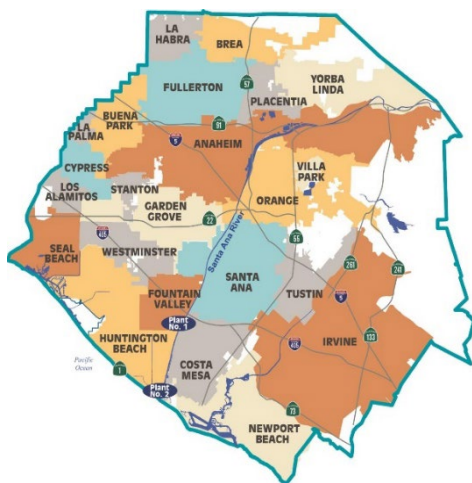 LA
HABRA
BREA
FULLERTON
57
YORBA
LINDA
PLACENTIA
BUENA
PARK
91
LA
PALMA
5
ANAHEIM
CYPRESS
VILLA
PARK
LOS
ALAMITOS
STANTON
ORANGE
GARDEN
GROVE
22
405
SEAL
BEACH
WESTMINSTER
Santa Ana River
55
SANTA
ANA
261
241
5
TUSTIN
FOUNTAIN
VALLEY
Plant
No. 1
133
HUNTINGTON
BEACH
405
IRVINE
Pacific
Ocean
1
COSTA
MESA
Plant
No. 2
73
NEWPORT
BEACH